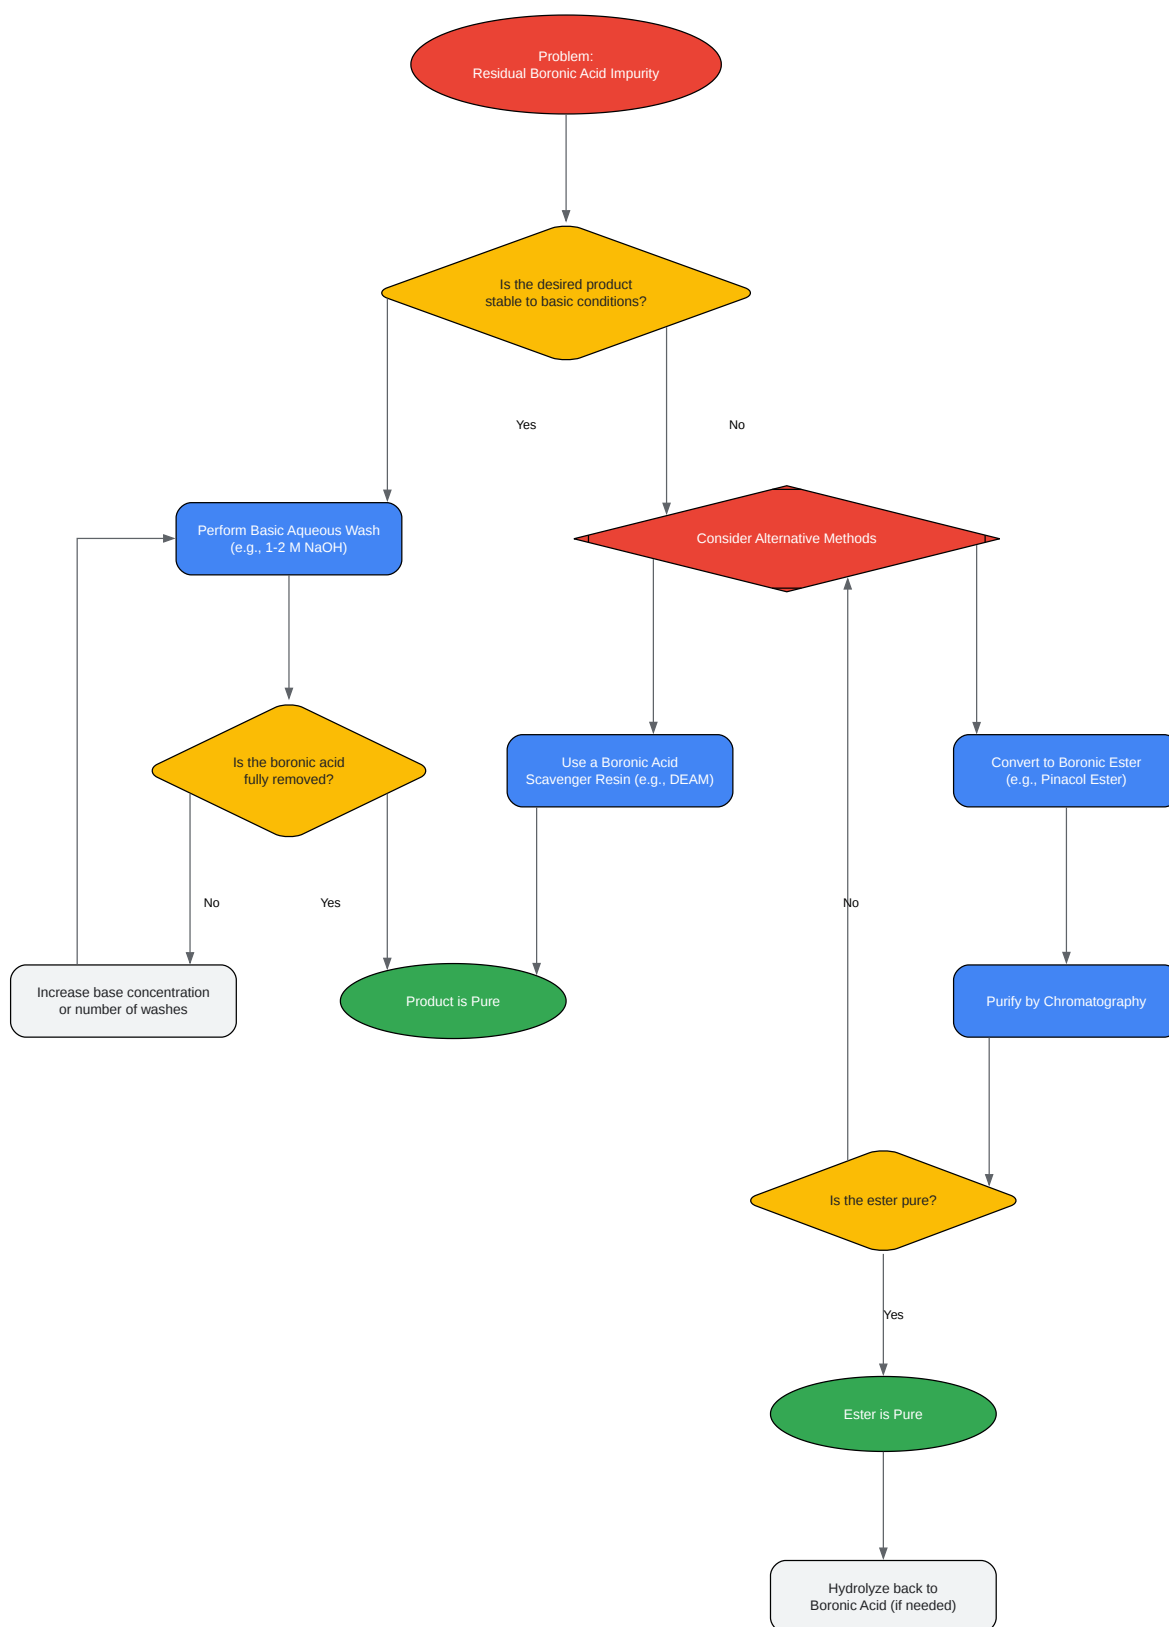 Problem:
Residual Boronic Acid Impurity
Is the desired product
stable to basic conditions?
Yes
No
Perform Basic Aqueous Wash
(e.g., 1-2 M NaOH)
Consider Alternative Methods
Is the boronic acid
fully removed?
Use a Boronic Acid
Scavenger Resin (e.g., DEAM)
Convert to Boronic Ester
(e.g., Pinacol Ester)
No
Yes
No
Increase base concentration
or number of washes
Product is Pure
Purify by Chromatography
Is the ester pure?
Yes
Ester is Pure
Hydrolyze back to
Boronic Acid (if needed)